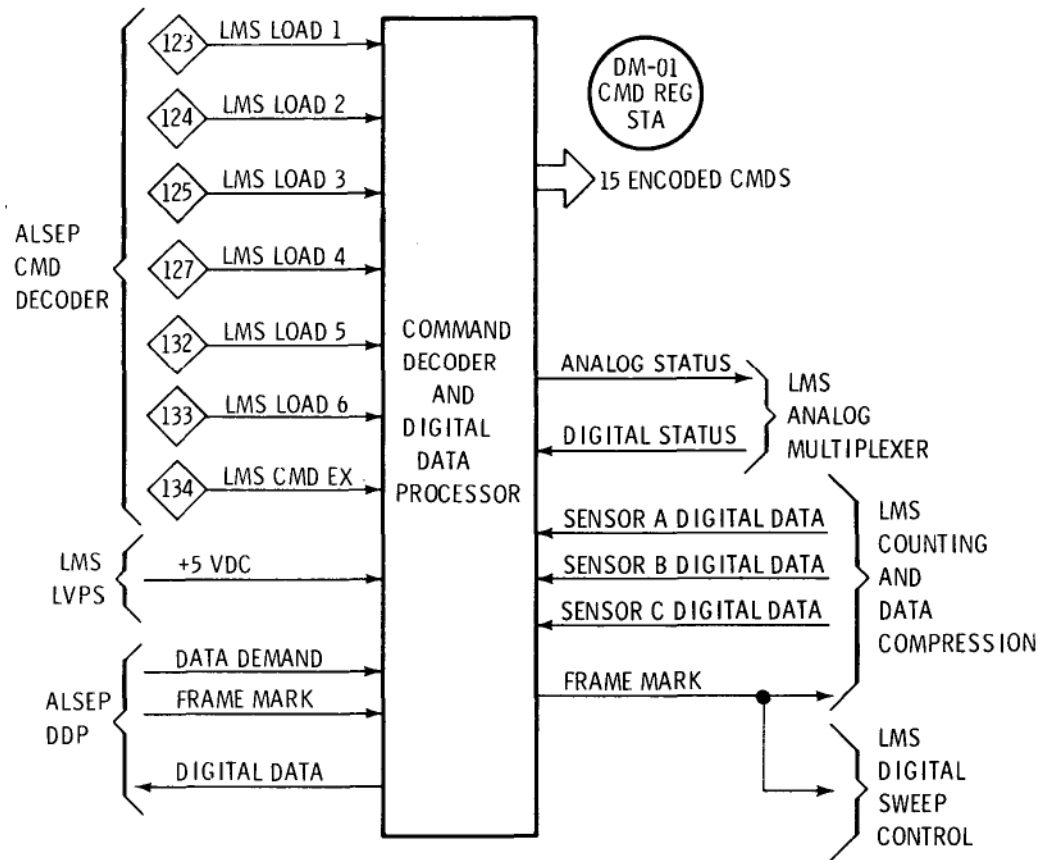 ALSEP
CMD
DECODER
123
LMS LOAD 1
124
LMS LOAD 2
125
LMS LOAD 3
127
LMS LOAD 4
132
LMS LOAD 5
133
LMS LOAD 6
134
LMS CMD EX
LMS
LVPS
+5 VDC
ALSEP
DDP
DATA DEMAND
FRAME MARK
DIGITAL DATA
COMMAND
DECODER
AND
DIGITAL
DATA
PROCESSOR
DM-01
CMD REG
STA
15 ENCODED CMDS
ANALOG STATUS
DIGITAL STATUS
LMS
ANALOG
MULTIPLEXER
SENSOR A DIGITAL DATA
SENSOR B DIGITAL DATA
SENSOR C DIGITAL DATA
FRAME MARK
LMS
COUNTING
AND
DATA
COMPRESSION
LMS
DIGITAL
SWEEP
CONTROL